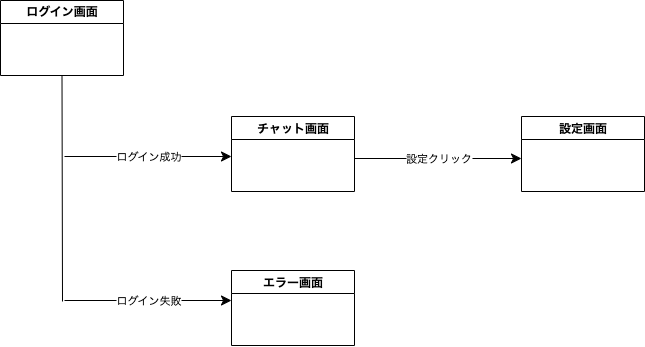 ログイン画面
チャット画面
設定画面
ログイン成功
設定クリック
エラー画面
ログイン失敗